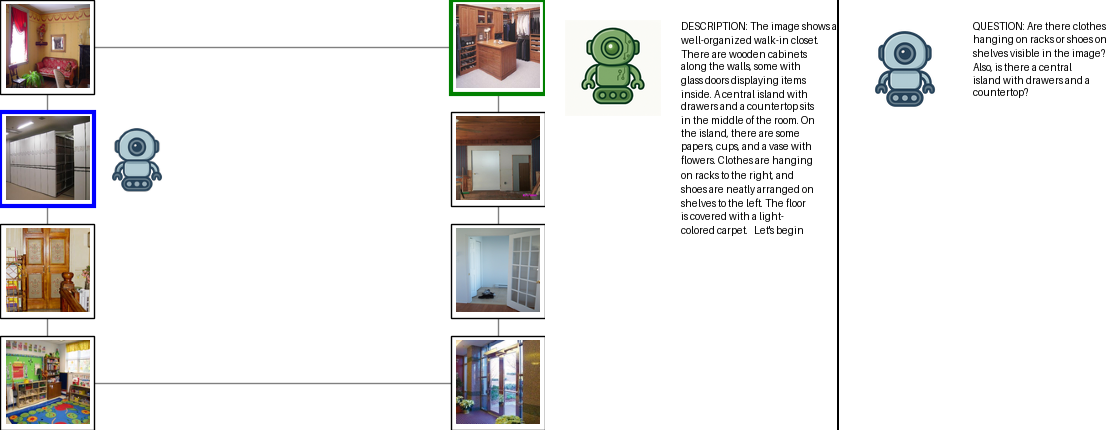 DESCRIPTION: The image shows a
well-organized walk-in closet.
There are wooden cabinets
along the walls, some with
glass doors displaying items
inside. A central island with
drawers and a countertop sits
in the middle of the room. On
the island, there are some
papers, cups, and a vase with
flowers. Clothes are hanging
on racks to the right, and
shoes are neatly arranged on
shelves to the left. The floor
is covered with a light-
colored carpet.   Let's begin
QUESTION: Are there clothes
hanging on racks or shoes on
shelves visible in the image?
Also, is there a central
island with drawers and a
countertop?